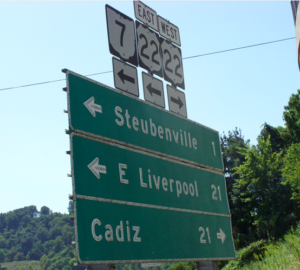 EAST WEST
7 22 22
Steubenville 1
E Liverpool 21
Cadiz 21